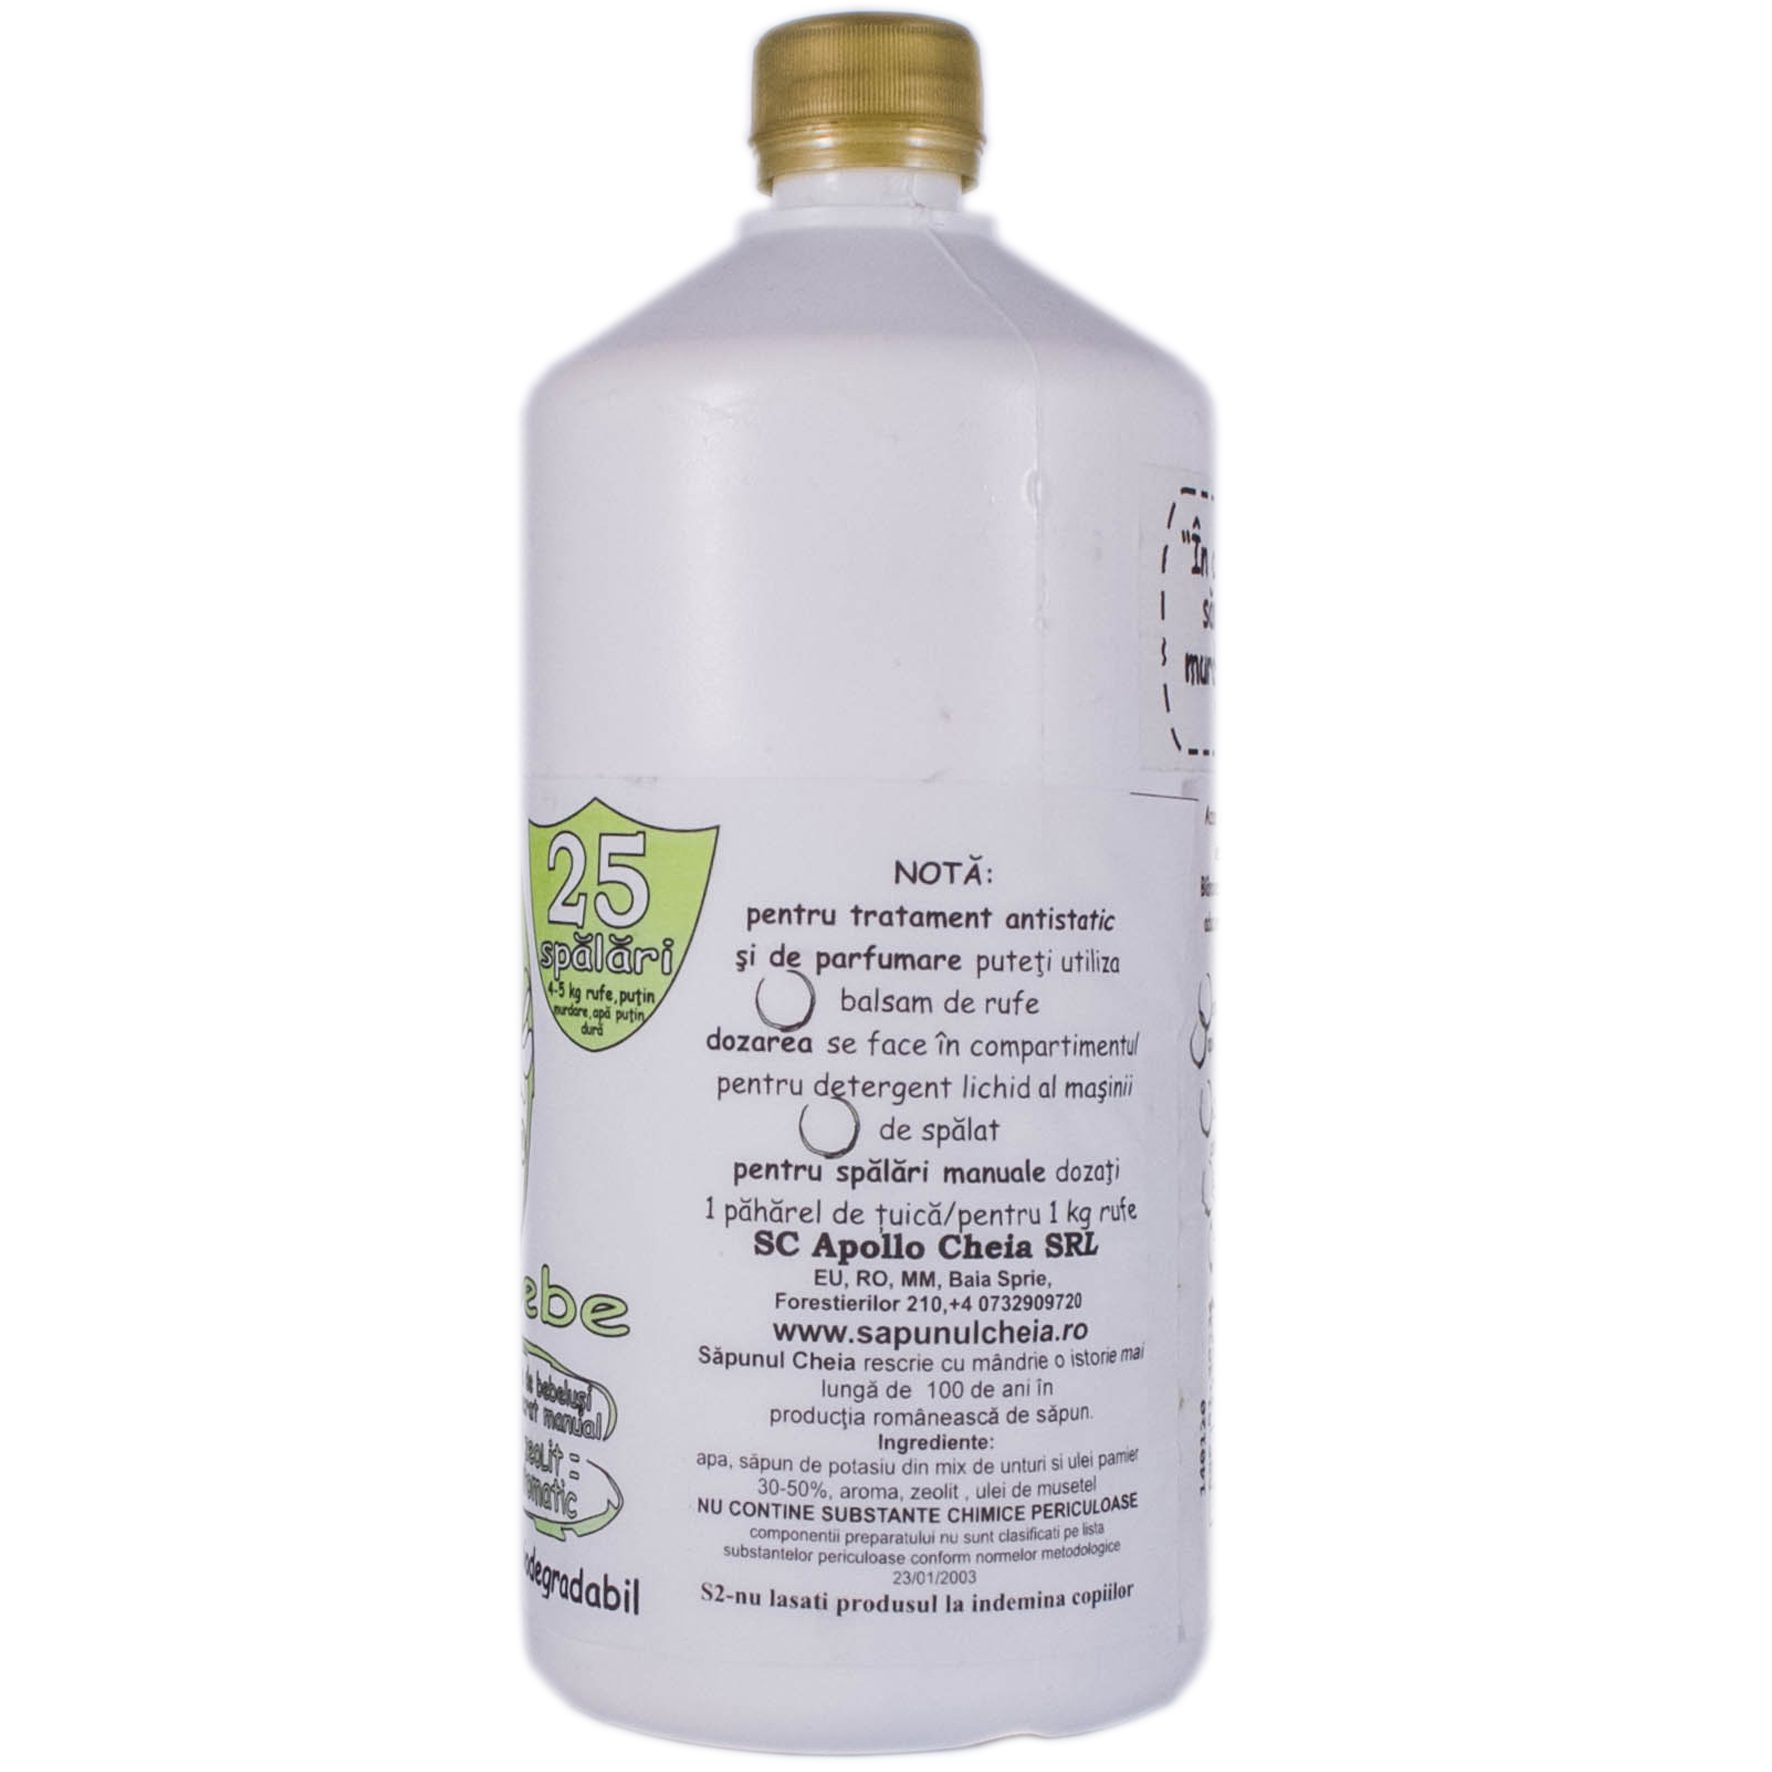 "În
25
spălări
4-5 kg rufe, puțin
murdare, apă puțin
dură
NOTĂ:
pentru tratament antistatic
şi de parfumare puteţi utiliza
balsam de rufe
dozarea se face în compartimentul
pentru detergent lichid al maşinii
de spălat
pentru spălări manuale dozaţi
1 păhărel de ţuică/pentru 1 kg rufe
SC Apollo Cheia SRL
EU, RO, MM, Baia Sprie,
Forestierilor 210,+4 0732909720
www.sapunulcheia.ro
Săpunul Cheia rescrie cu mândrie o istorie mai
lungă de 100 de ani în
producţia românească de săpun.
Ingrediente:
apa, săpun de potasiu din mix de unturi si ulei pamier
30-50%, aroma, zeolit , ulei de musetel
NU CONTINE SUBSTANTE CHIMICE PERICULOASE
componentii preparatului nu sunt clasificati pe lista
substantelor periculoase conform normelor metodologice
23/01/2003
S2-nu lasati produsul la indemina copiilor
ebe
de bebeluşi
manual